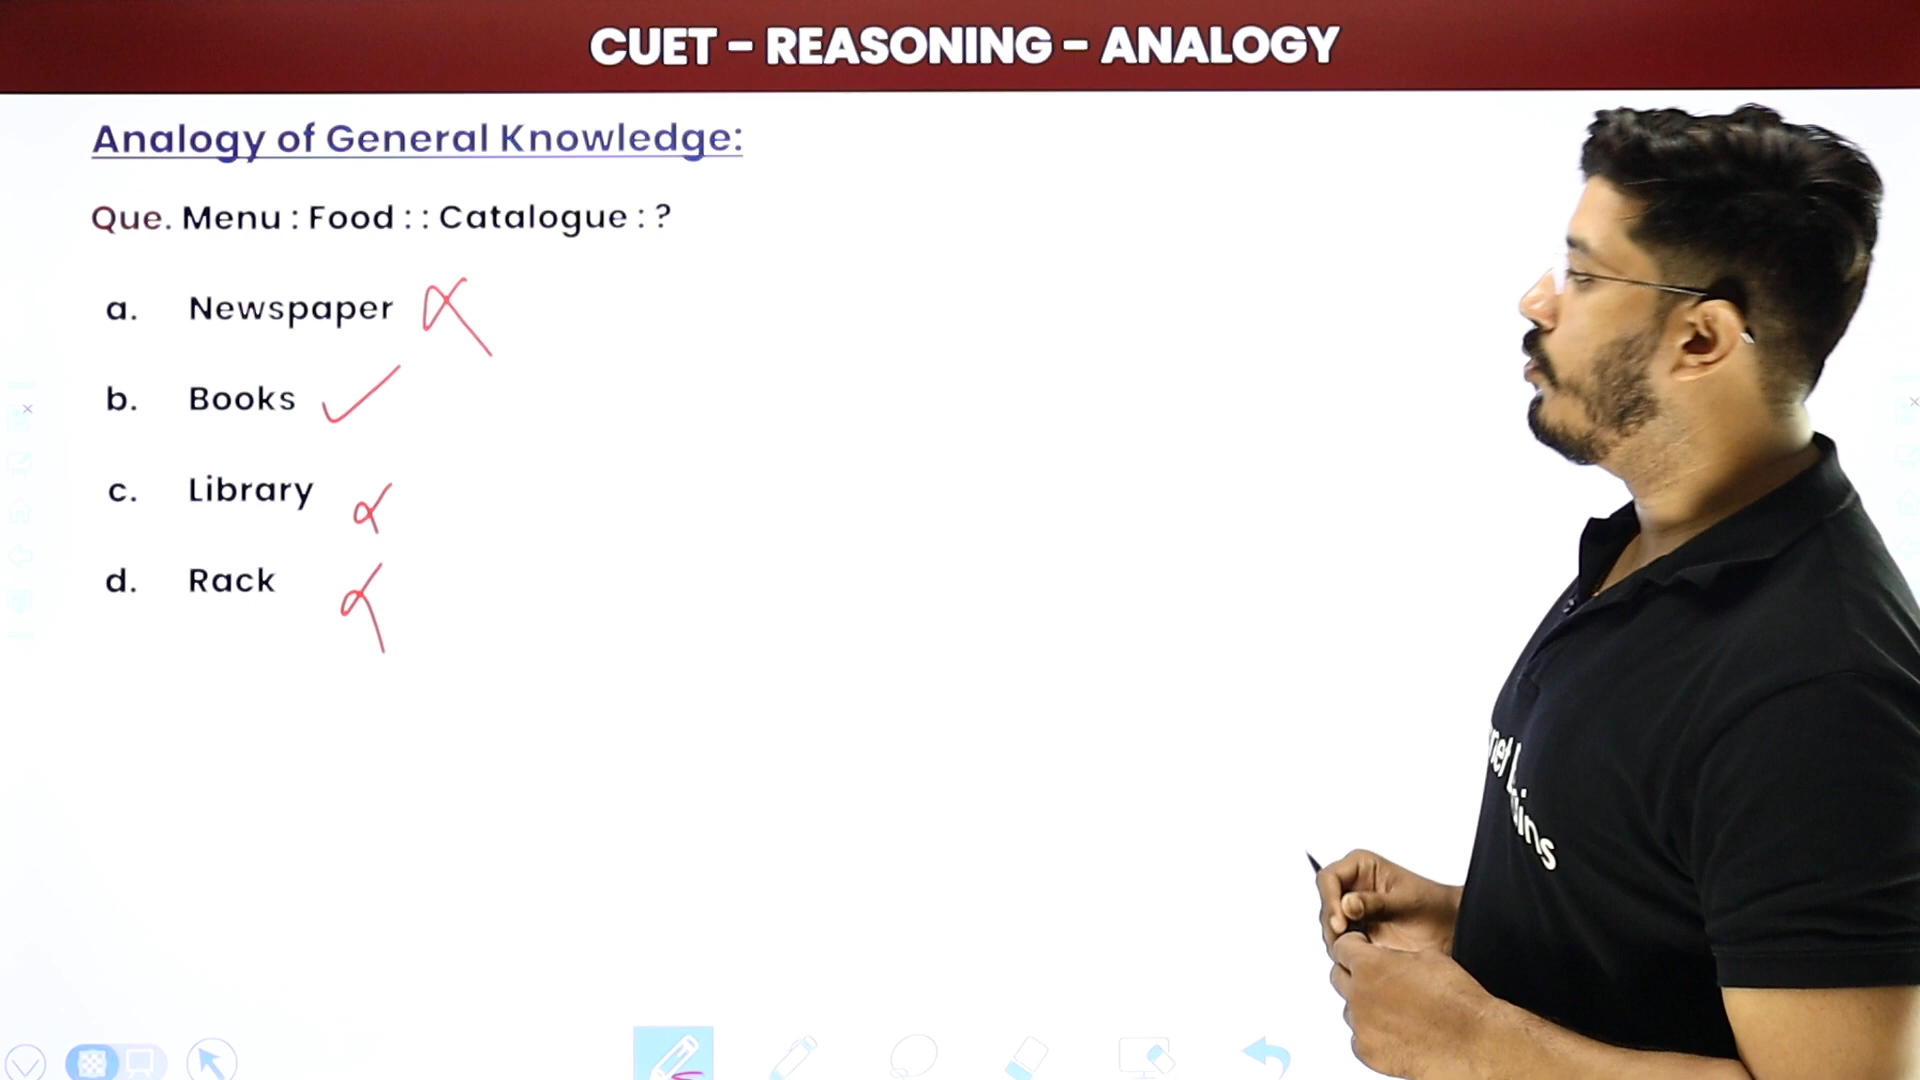 CUET - REASONING - ANALOGY
Analogy of General Knowledge:
Que. Menu : Food : : Catalogue : ?
a. Newspaper
b. Books
c. Library
d. Rack